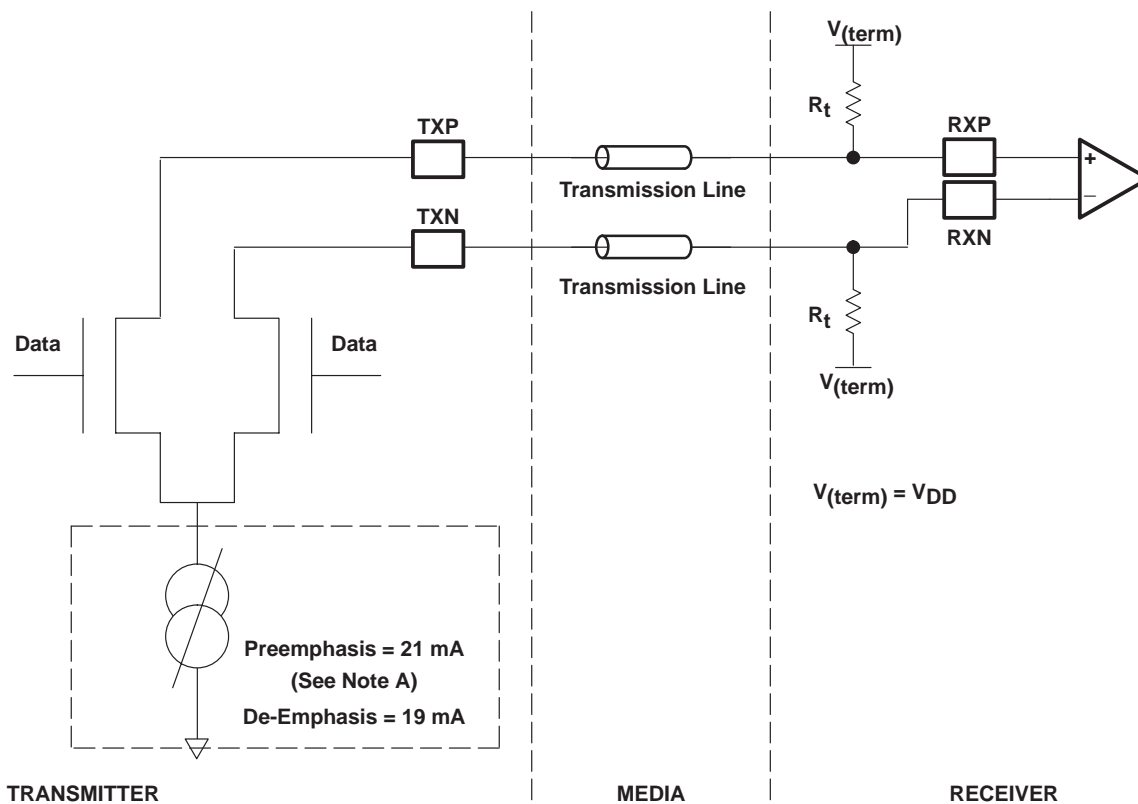 V(term)
Rt
TXP
RXP
+
Transmission Line
–
TXN
RXN
Transmission Line
Rt
Data
Data
V(term)
V(term) = VDD
Preemphasis = 21 mA
(See Note A)
De-Emphasis = 19 mA
TRANSMITTER
MEDIA
RECEIVER